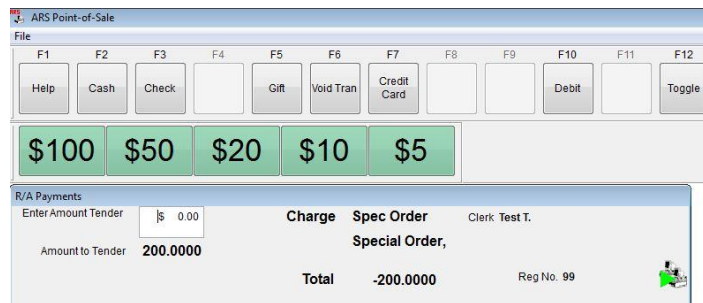 ARS Point-of-Sale
File
F1 F2 F3 F4 F5 F6 F7 F8 F9 F10 F11 F12
Help Cash Check Gift Void Tran Credit Card Debit Toggle
$100 $50 $20 $10 $5
R/A Payments
Enter Amount Tender $ 0.00 Charge Spec Order Clerk Test T.
Amount to Tender 200.0000 Special Order,
Total -200.0000 Reg No. 99